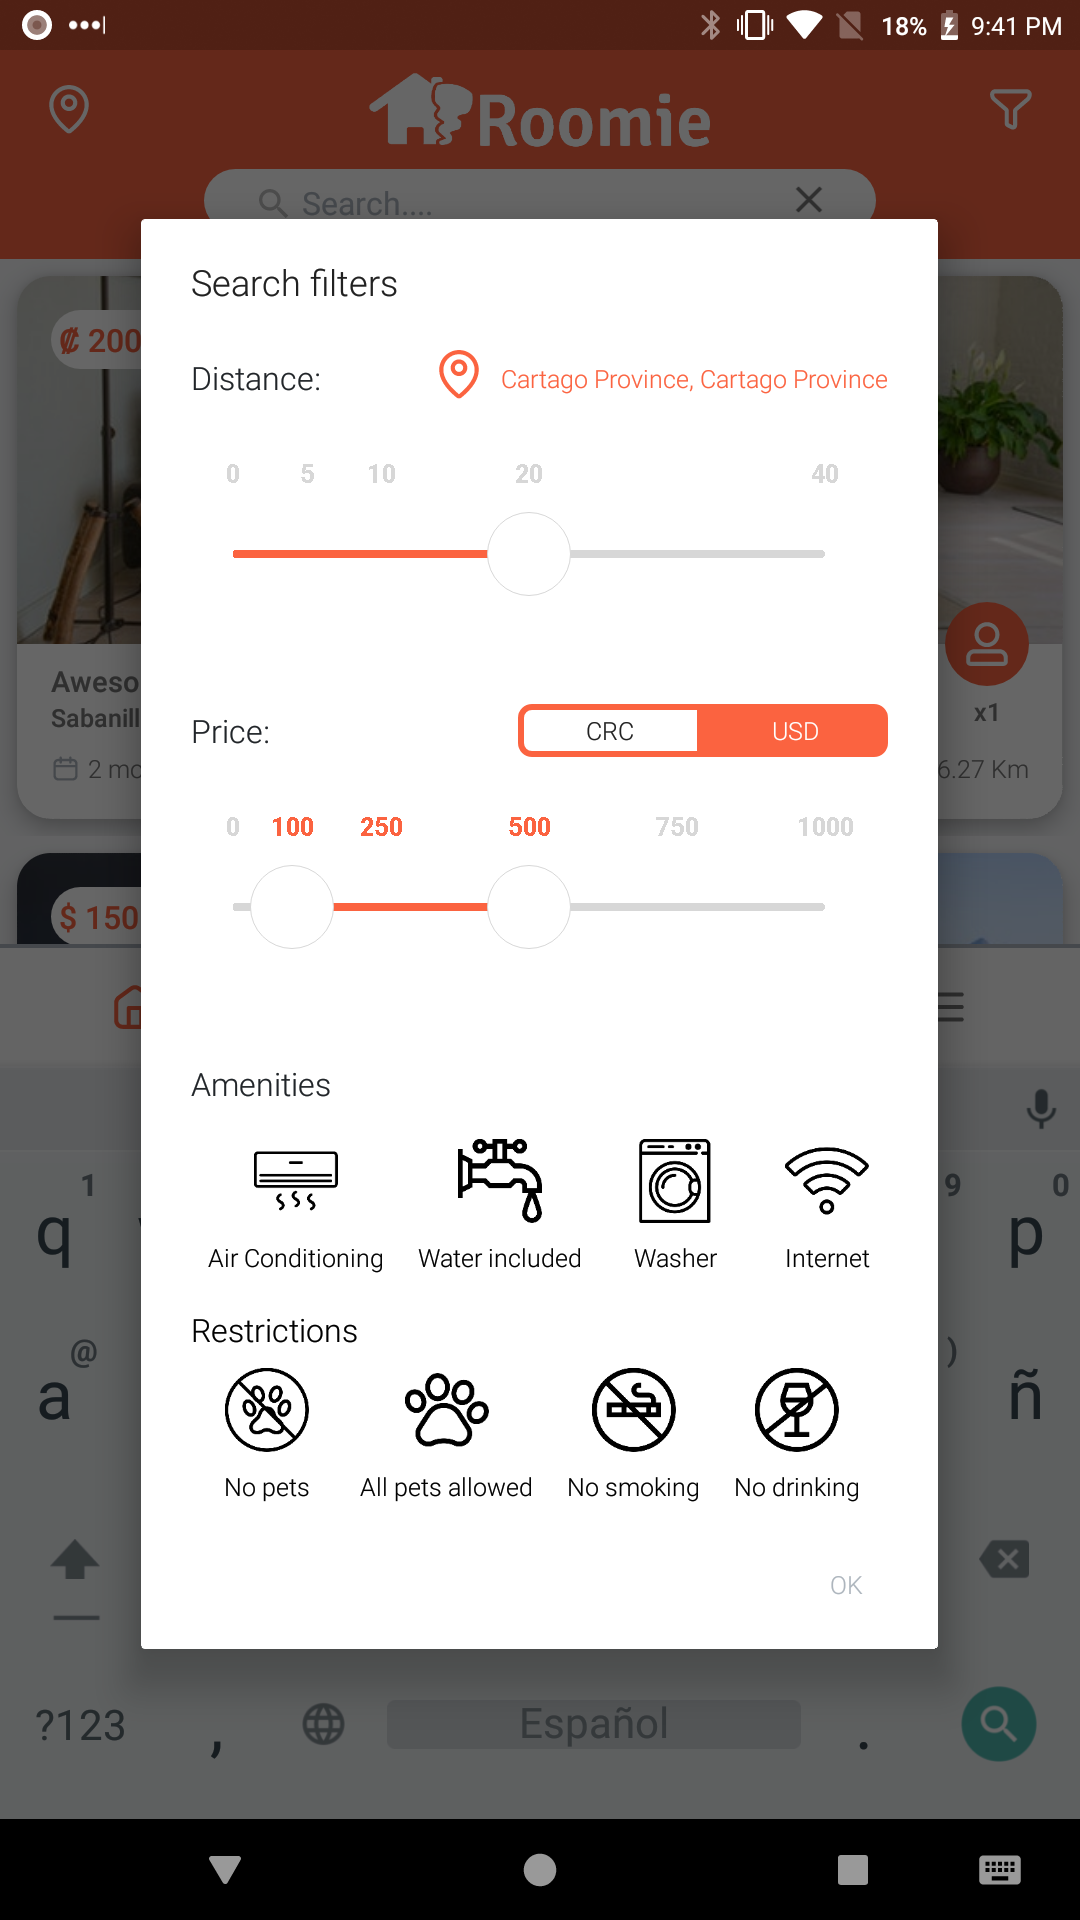 18% 9:41 PM
Roomie
Search....
Search filters
₡ 200
Distance:
Cartago Province, Cartago Province
0 5 10 20 40
Aweso
Sabanill
x1
Price:
CRC USD
2 mo
6.27 Km
0 100 250 500 750 1000
$ 150
Amenities
Air Conditioning Water included Washer Internet
Restrictions
No pets All pets allowed No smoking No drinking
OK
1 9 0
q p
@ )
a ñ
?123 , Español .